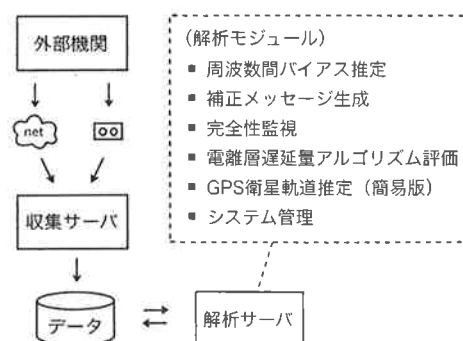 外部機関
net
収集サーバ
データ
解析サーバ
(解析モジュール)
▪ 周波数間バイアス推定
▪ 補正メッセージ生成
▪ 完全性監視
▪ 電離層遅延量アルゴリズム評価
▪ GPS衛星軌道推定（簡易版）
▪ システム管理